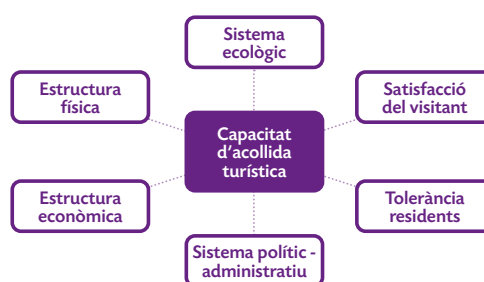 Sistema
ecològic
Estructura
física
Satisfacció
del visitant
Capacitat
d'acollida
turística
Estructura
econòmica
Tolerància
residents
Sistema polític -
administratiu